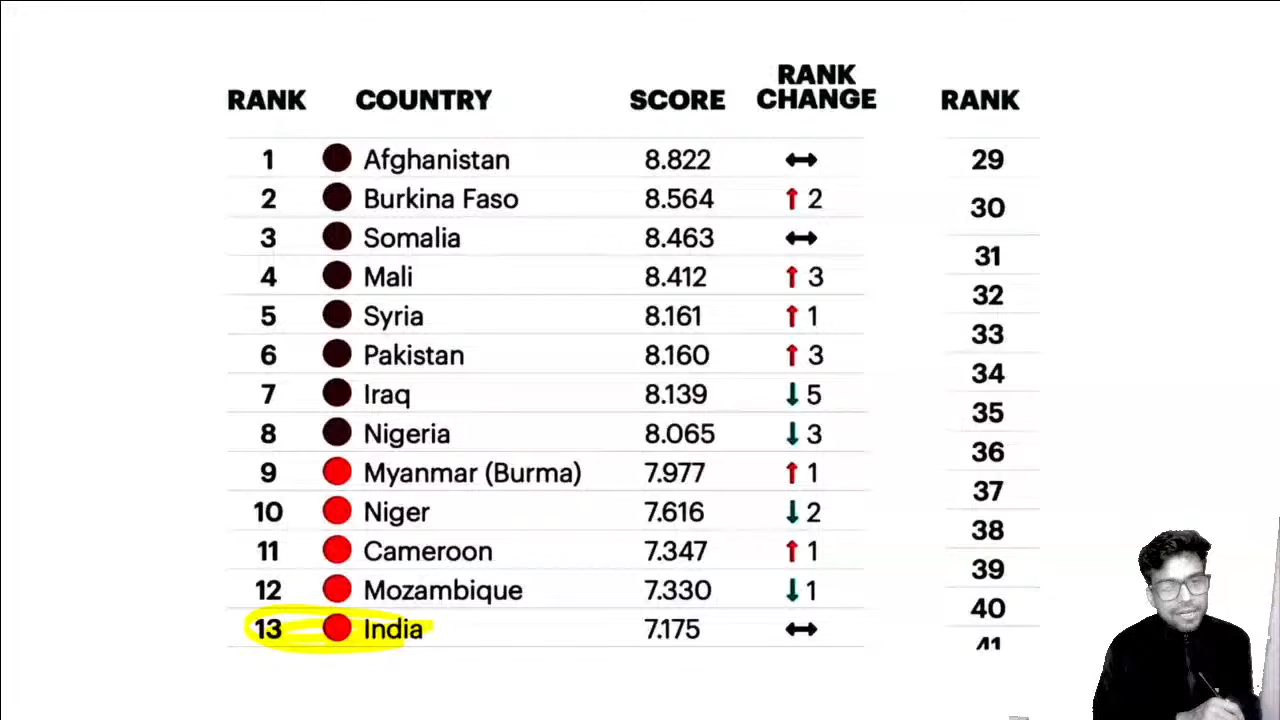 RANK COUNTRY SCORE RANK CHANGE RANK
1 Afghanistan 8.822 ↔ 29
2 Burkina Faso 8.564 ↑ 2 30
3 Somalia 8.463 ↔ 31
4 Mali 8.412 ↑ 3 32
5 Syria 8.161 ↑ 1 33
6 Pakistan 8.160 ↑ 3 34
7 Iraq 8.139 ↓ 5 35
8 Nigeria 8.065 ↓ 3 36
9 Myanmar (Burma) 7.977 ↑ 1 37
10 Niger 7.616 ↓ 2 38
11 Cameroon 7.347 ↑ 1 39
12 Mozambique 7.330 ↓ 1 40
13 India 7.175 ↔ 41